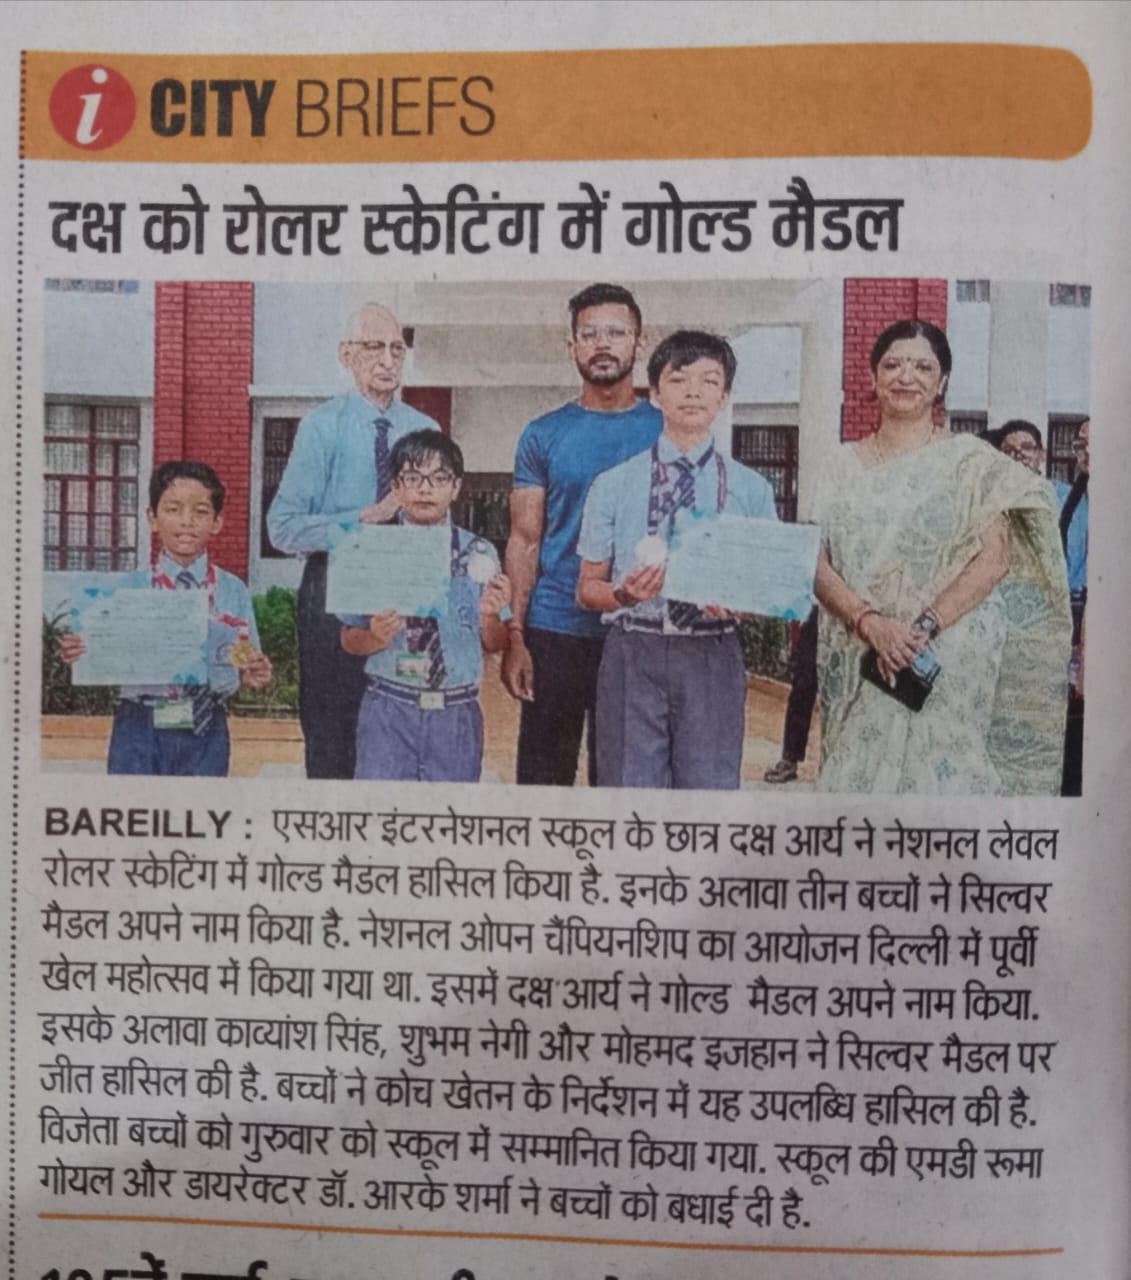 i CITY BRIEFS
दक्ष को रोलर स्केटिंग में गोल्ड मैडल
BAREILLY : एसआर इंटरनेशनल स्कूल के छात्र दक्ष आर्य ने नेशनल लेवल
रोलर स्केटिंग में गोल्ड मैडल हासिल किया है. इनके अलावा तीन बच्चों ने सिल्वर
मैडल अपने नाम किया है. नेशनल ओपन चैंपियनशिप का आयोजन दिल्ली में पूर्वी
खेल महोत्सव में किया गया था. इसमें दक्ष आर्य ने गोल्ड मैडल अपने नाम किया.
इसके अलावा काव्यांश सिंह, शुभम नेगी और मोहमद इजहान ने सिल्वर मैडल पर
जीत हासिल की है. बच्चों ने कोच खेतन के निर्देशन में यह उपलब्धि हासिल की है.
विजेता बच्चों को गुरुवार को स्कूल में सम्मानित किया गया. स्कूल की एमडी रूमा
गोयल और डायरेक्टर डॉ. आरके शर्मा ने बच्चों को बधाई दी है.